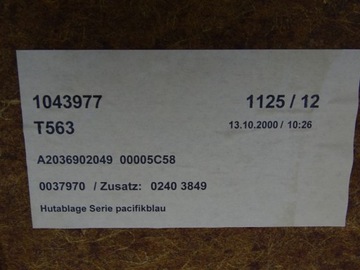 1043977 1125 / 12
T563 13.10.2000 / 10:26
A2036902049 00005C58
0037970 / Zusatz: 0240 3849
Hutablage Serie pacifikblau